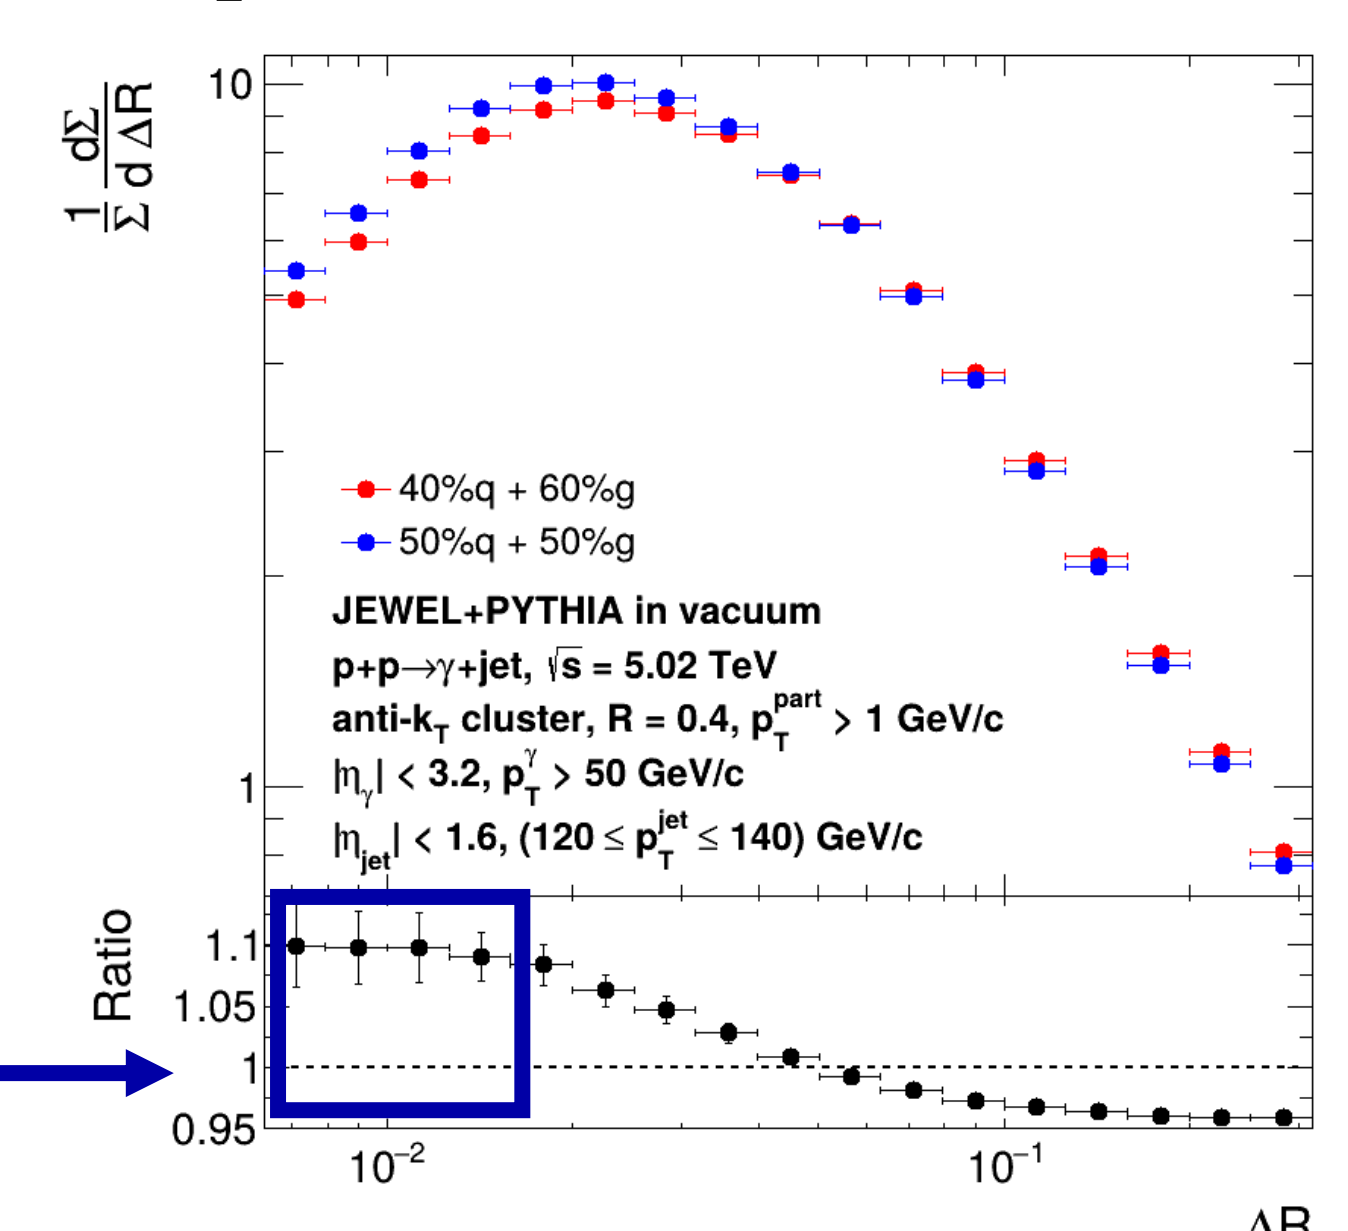 10
1/Σ dΣ/d ΔR
40%q + 60%g
50%q + 50%g
JEWEL+PYTHIA in vacuum
p+p→γ+jet, √s = 5.02 TeV
anti-k_T cluster, R = 0.4, p_T^part > 1 GeV/c
|η_γ| < 3.2, p_T^γ > 50 GeV/c
1
|η_jet| < 1.6, (120 ≤ p_T^jet ≤ 140) GeV/c
Ratio
1.1
1.05
1
0.95
10^−2 10^−1
ΔR